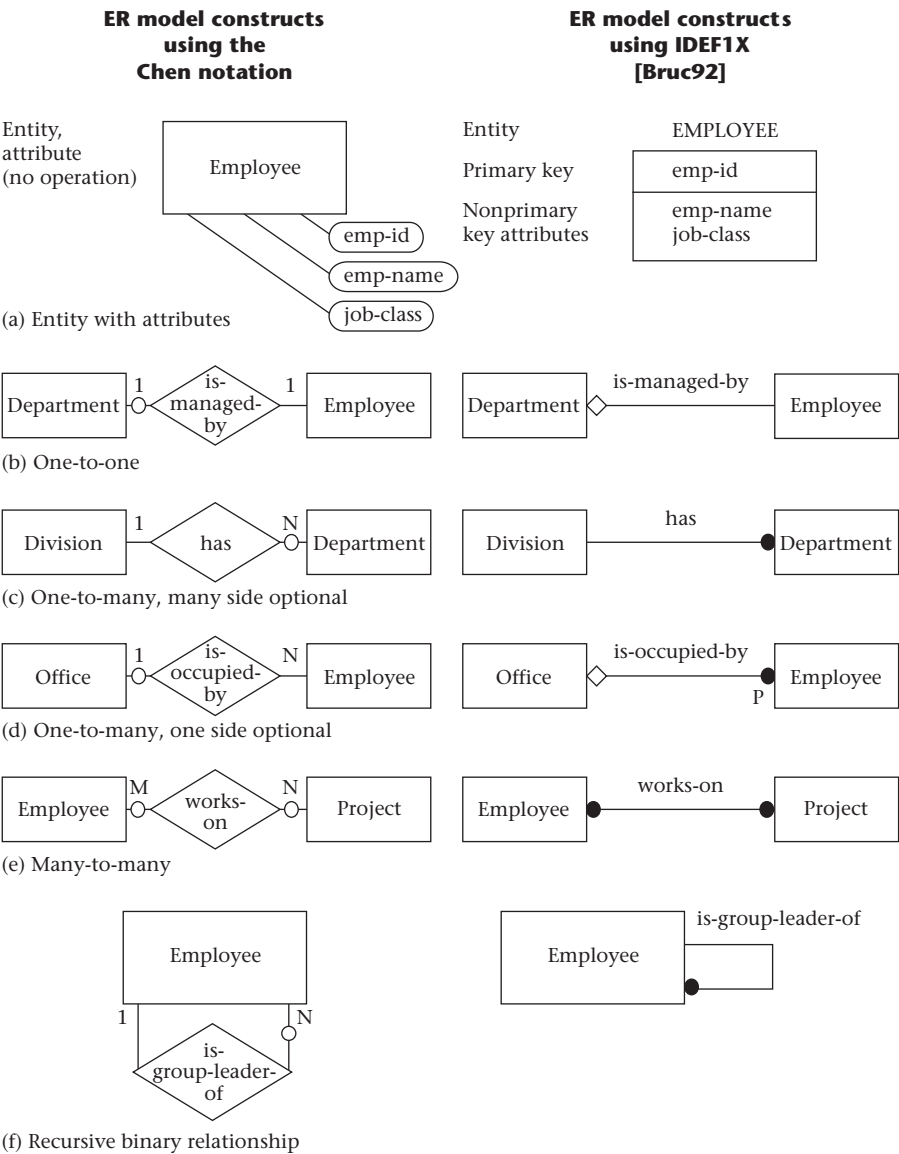 ER model constructs
using the
Chen notation
ER model constructs
using IDEF1X
[Bruc92]
Entity,
attribute
(no operation)
Employee
emp-id
emp-name
job-class
Entity
EMPLOYEE
Primary key
emp-id
Nonprimary
key attributes
emp-name
job-class
(a) Entity with attributes
Department
1
is-
managed-
by
1
Employee
Department
is-managed-by
Employee
(b) One-to-one
Division
1
has
N
Department
Division
has
Department
(c) One-to-many, many side optional
Office
1
is-
occupied-
by
N
Employee
Office
is-occupied-by
P
Employee
(d) One-to-many, one side optional
Employee
M
works-
on
N
Project
Employee
works-on
Project
(e) Many-to-many
Employee
1
N
is-
group-leader-
of
Employee
is-group-leader-of
(f) Recursive binary relationship